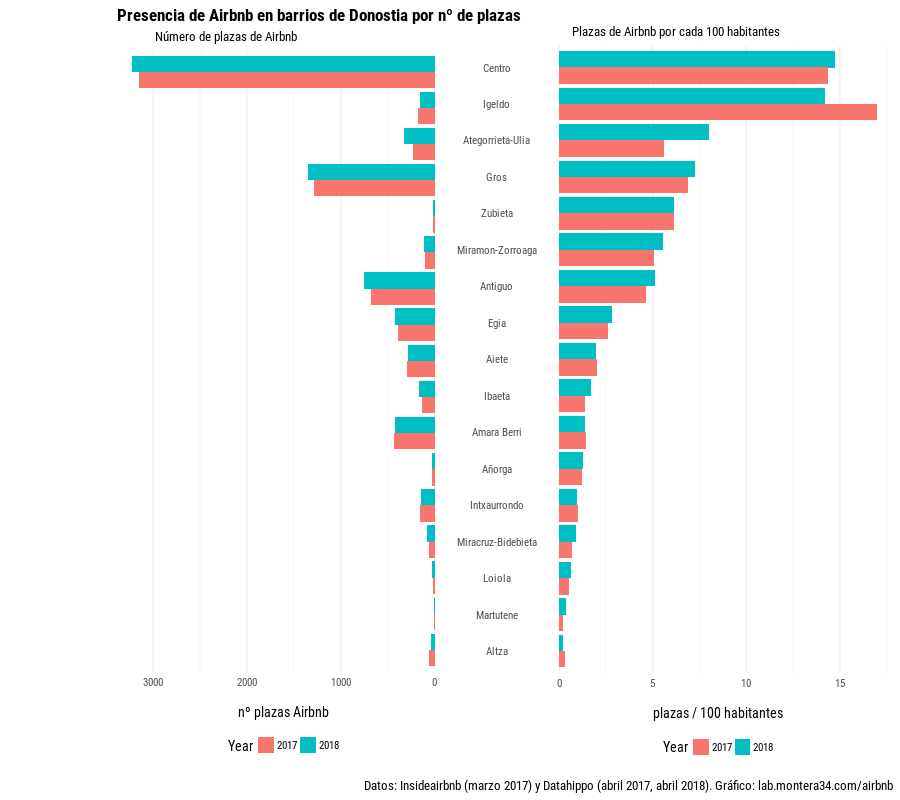 Presencia de Airbnb en barrios de Donostia por nº de plazas
Número de plazas de Airbnb
Plazas de Airbnb por cada 100 habitantes
Centro
Igeldo
Ategorrieta-Ulia
Gros
Zubieta
Miramon-Zorroaga
Antiguo
Egia
Aiete
Ibaeta
Amara Berri
Añorga
Intxaurrondo
Miracruz-Bidebieta
Loiola
Martutene
Altza
3000 2000 1000 0
0 5 10 15
nº plazas Airbnb
plazas / 100 habitantes
Year 2017 2018
Year 2017 2018
Datos: Insideairbnb (marzo 2017) y Datahippo (abril 2017, abril 2018). Gráfico: lab.montera34.com/airbnb